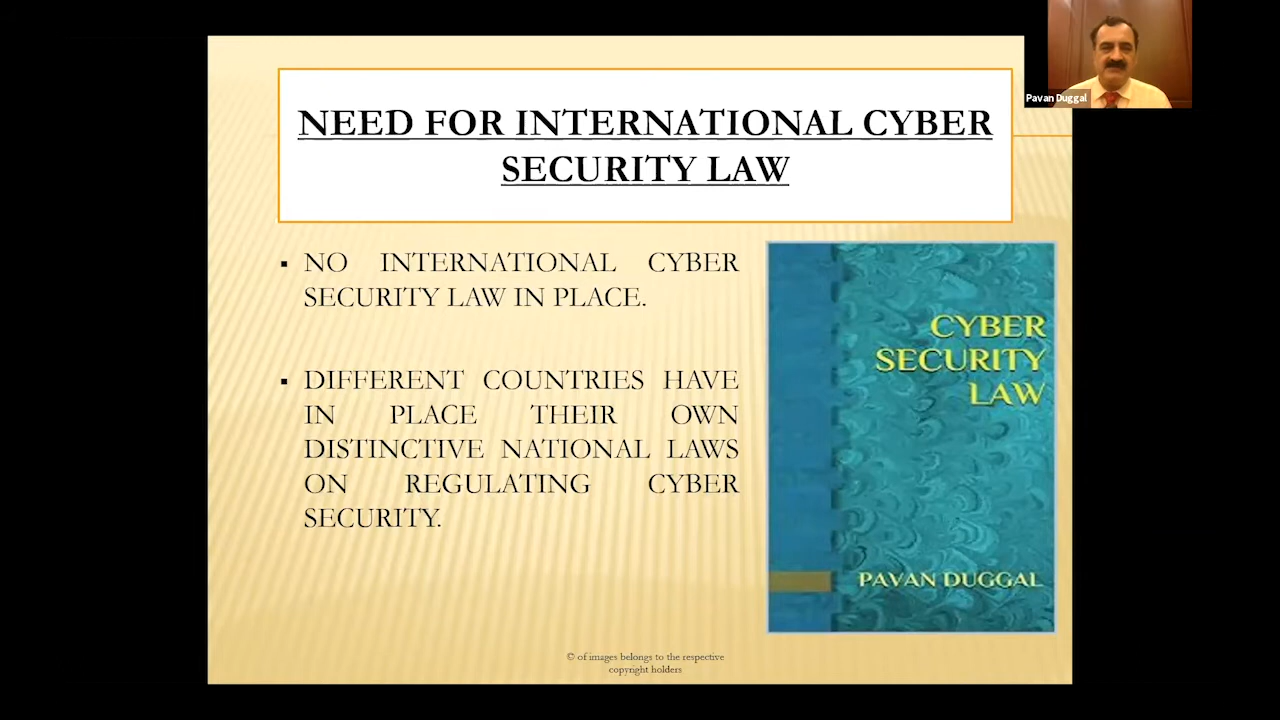 Pavan Duggal
NEED FOR INTERNATIONAL CYBER
SECURITY LAW
▪ NO INTERNATIONAL CYBER
SECURITY LAW IN PLACE.
▪ DIFFERENT COUNTRIES HAVE
IN PLACE THEIR OWN
DISTINCTIVE NATIONAL LAWS
ON REGULATING CYBER
SECURITY.
CYBER
SECURITY
LAW
PAVAN DUGGAL
© of images belongs to the respective
copyright holders